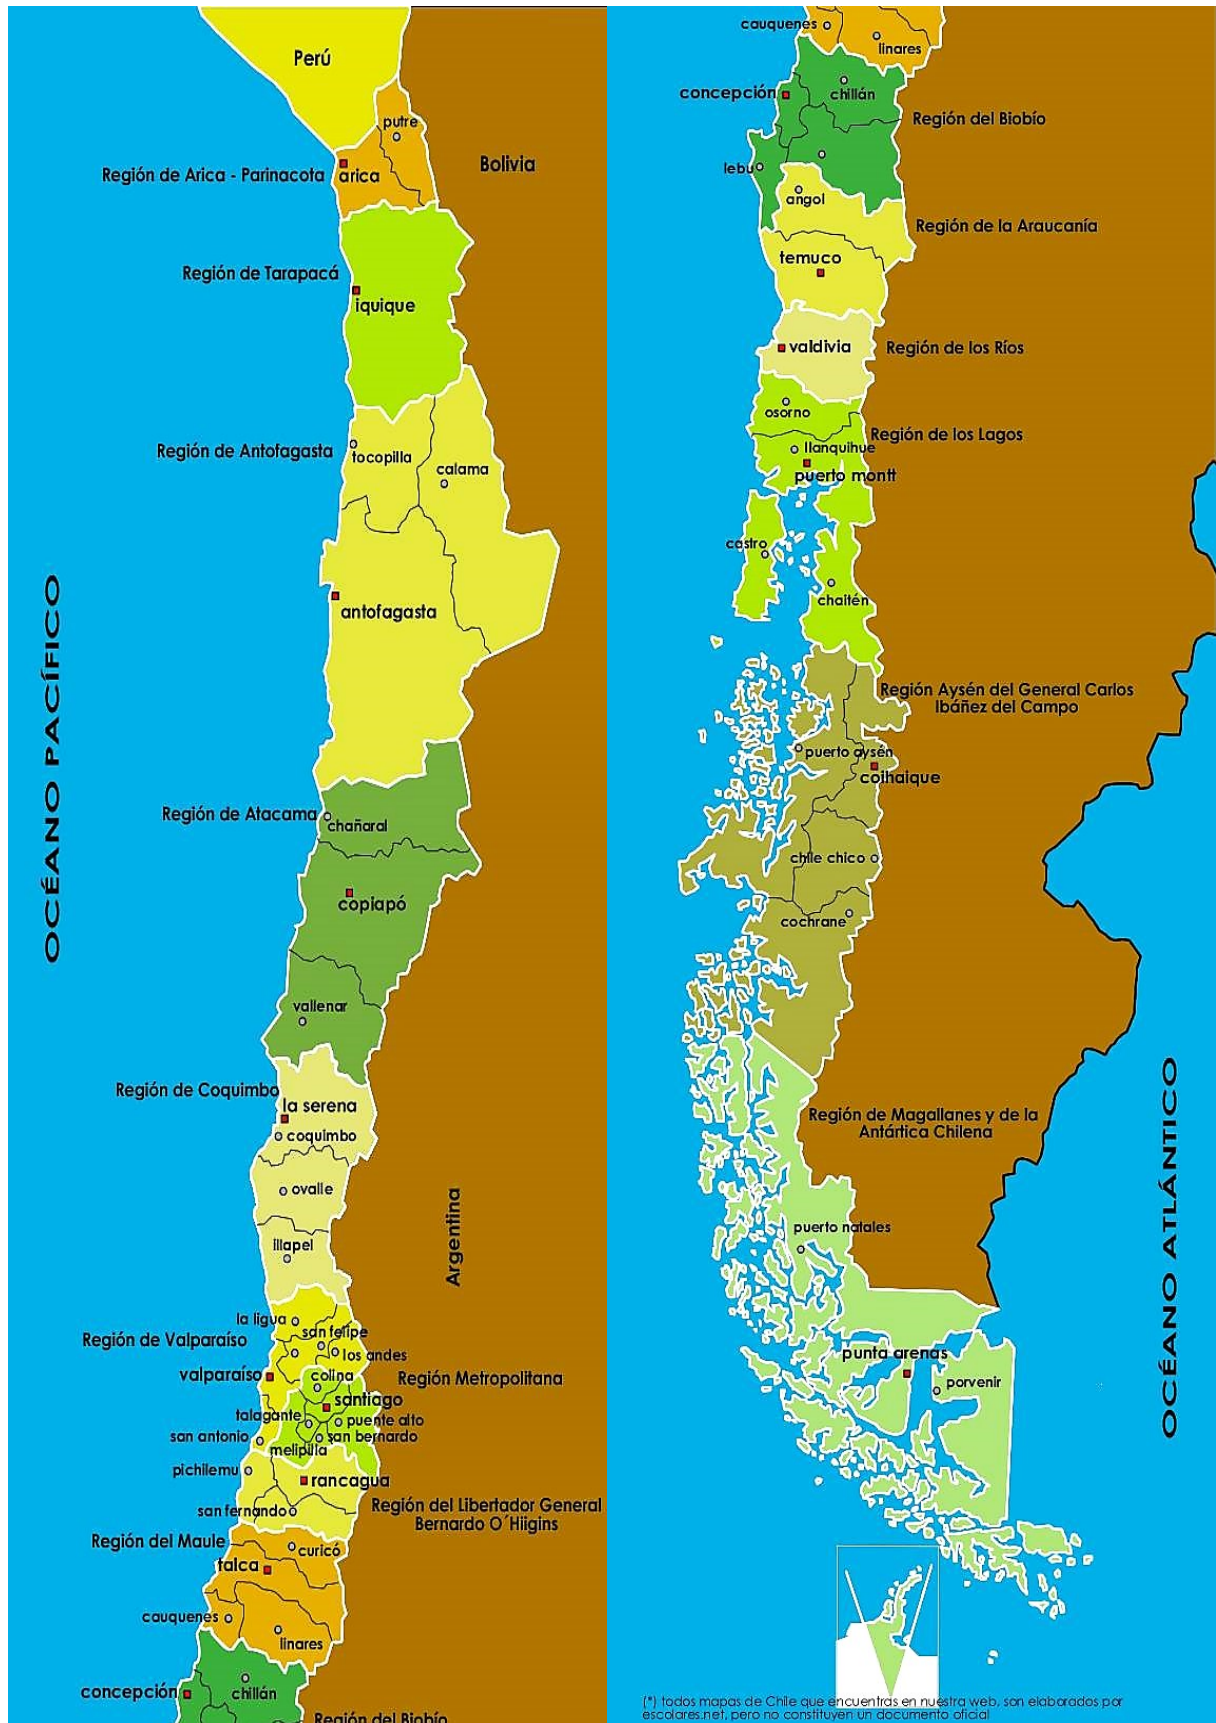 Perú
putre
Bolivia
Región de Arica - Parinacota
arica
Región de Tarapacá
iquique
Región de Antofagasta
tocopilla
calama
antofagasta
OCÉANO PACÍFICO
Región de Atacama
chañaral
copiapó
vallenar
Región de Coquimbo
la serena
coquimbo
ovalle
Argentina
illapel
la ligua
san felipe
Región de Valparaíso
los andes
valparaíso
colina
Región Metropolitana
santiago
talagante
puente alto
san antonio
san bernardo
melipilla
pichilemu
rancagua
san fernando
Región del Libertador General
Bernardo O´Hiigins
Región del Maule
curicó
talca
cauquenes
linares
concepción
chillán
Región del Biobío
cauquenes
linares
concepción
chillán
Región del Biobío
lebu
angol
Región de la Araucanía
temuco
valdivia
Región de los Ríos
osorno
Región de los Lagos
llanquihue
puerto montt
castro
chaitén
Región Aysén del General Carlos
Ibáñez del Campo
puerto aysén
coihaique
chile chico
cochrane
OCÉANO ATLÁNTICO
Región de Magallanes y de la
Antártica Chilena
puerto natales
punta arenas
porvenir
(*) todos mapas de Chile que encuentras en nuestra web, son elaborados por
escolares.net, pero no constituyen un documento oficial